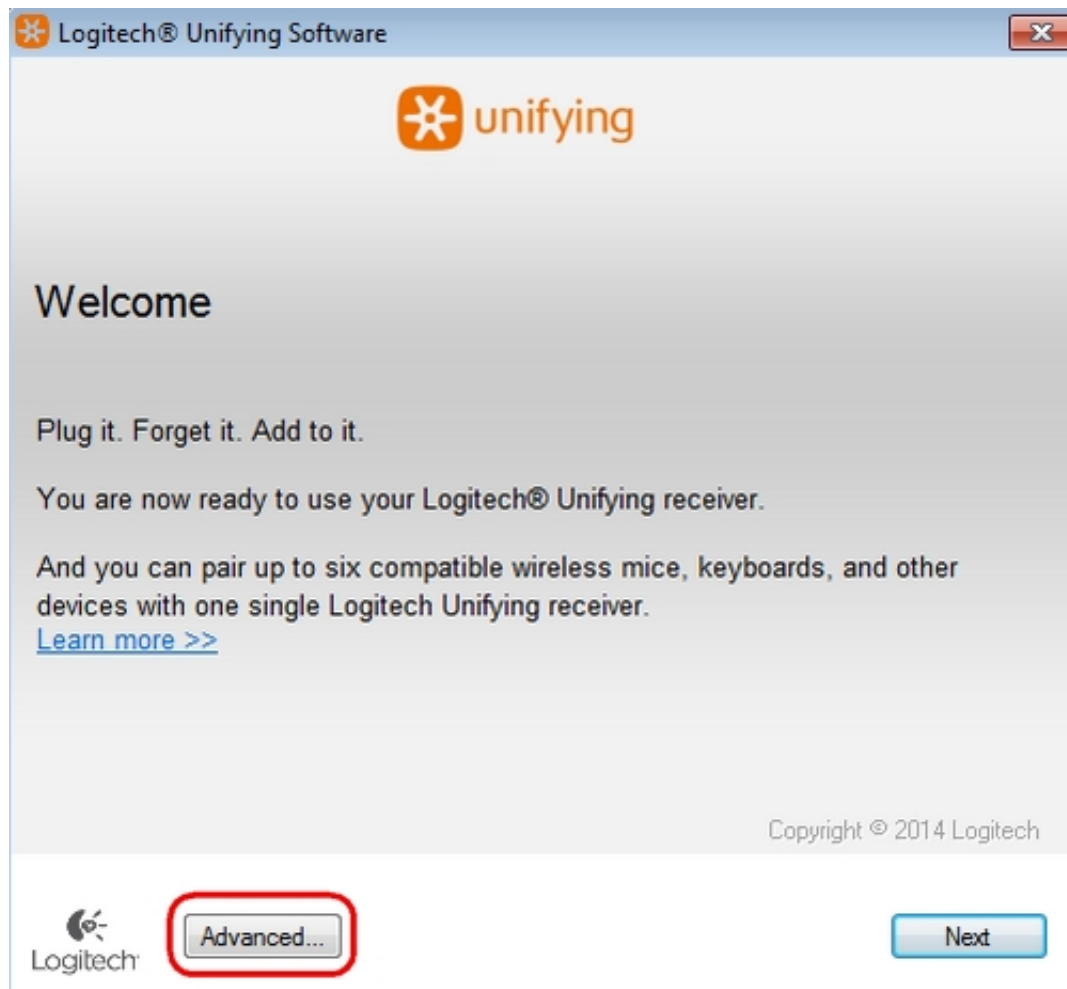 Logitech® Unifying Software
unifying
Welcome
Plug it. Forget it. Add to it.
You are now ready to use your Logitech® Unifying receiver.
And you can pair up to six compatible wireless mice, keyboards, and other
devices with one single Logitech Unifying receiver.
Learn more >>
Copyright © 2014 Logitech
Logitech
Advanced...
Next